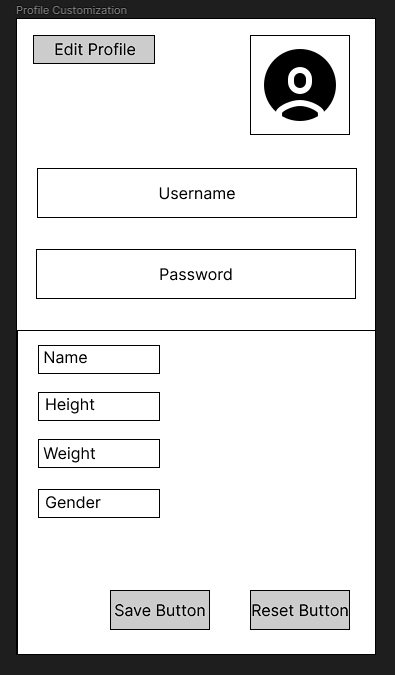 Profile Customization
Edit Profile
Username
Password
Name
Height
Weight
Gender
Save Button
Reset Button